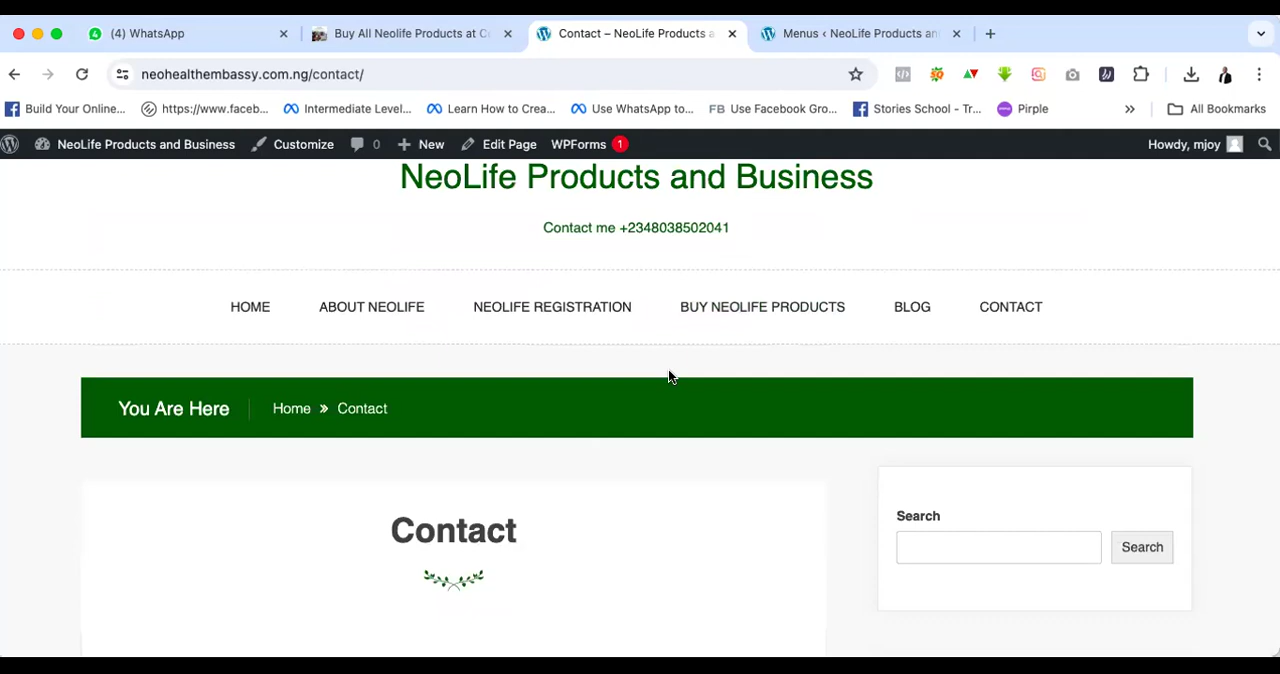 (4) WhatsApp
Buy All Neolife Products at C
Contact – NeoLife Products a
Menus ‹ NeoLife Products an
neohealthembassy.com.ng/contact/
Build Your Online...
https://www.faceb...
Intermediate Level...
Learn How to Crea...
Use WhatsApp to...
FB Use Facebook Gro...
Stories School - Tr...
Pirple
»
All Bookmarks
NeoLife Products and Business
Customize
0
New
Edit Page
WPForms 1
Howdy, mjoy
NeoLife Products and Business
Contact me +2348038502041
HOME
ABOUT NEOLIFE
NEOLIFE REGISTRATION
BUY NEOLIFE PRODUCTS
BLOG
CONTACT
You Are Here
Home » Contact
Contact
Search
Search